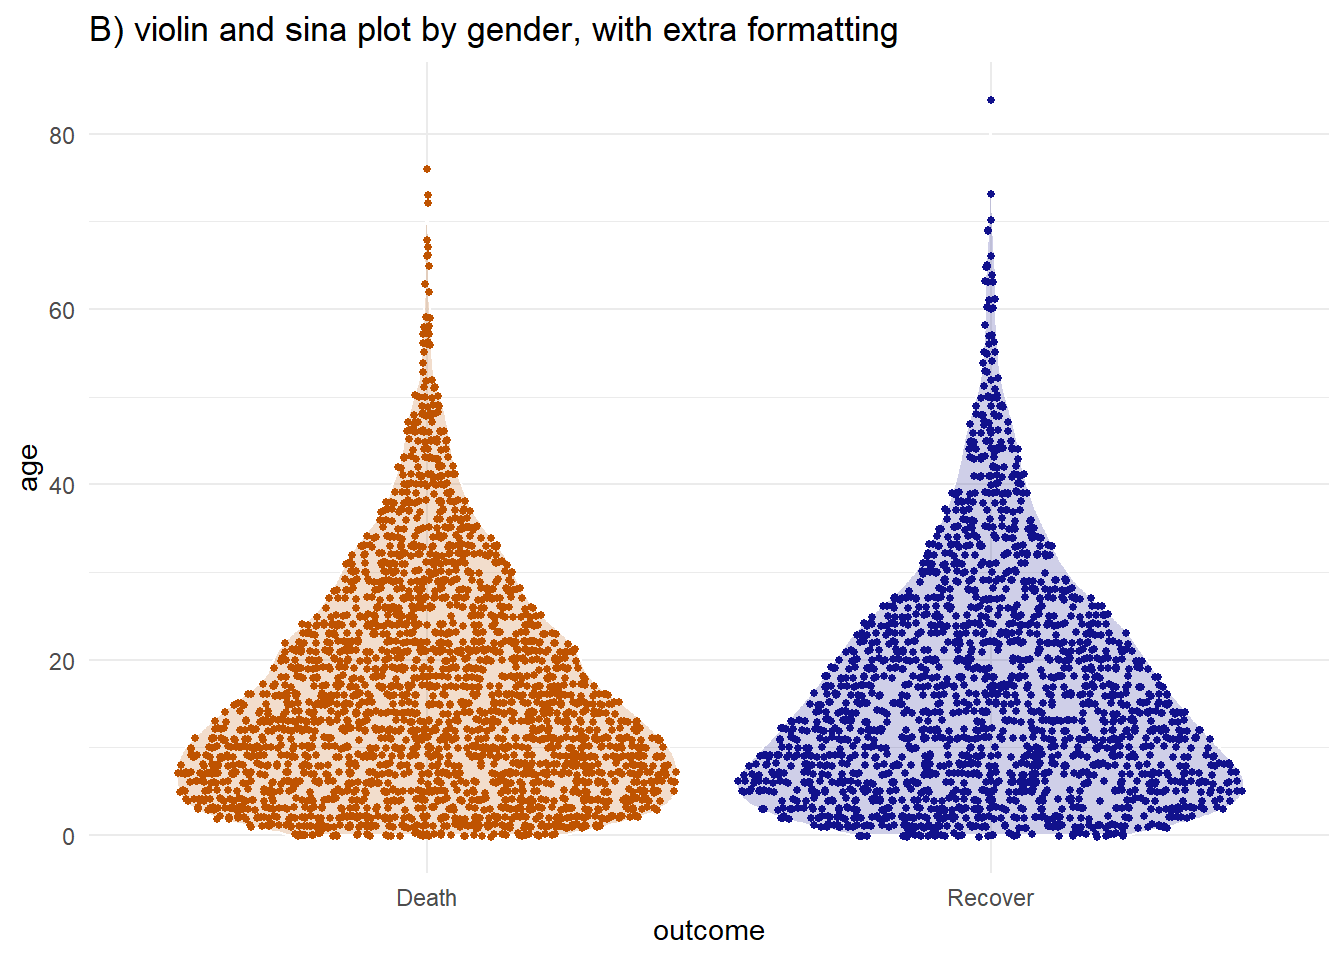 B) violin and sina plot by gender, with extra formatting
80
60
40
20
0
age
Death
Recover
outcome